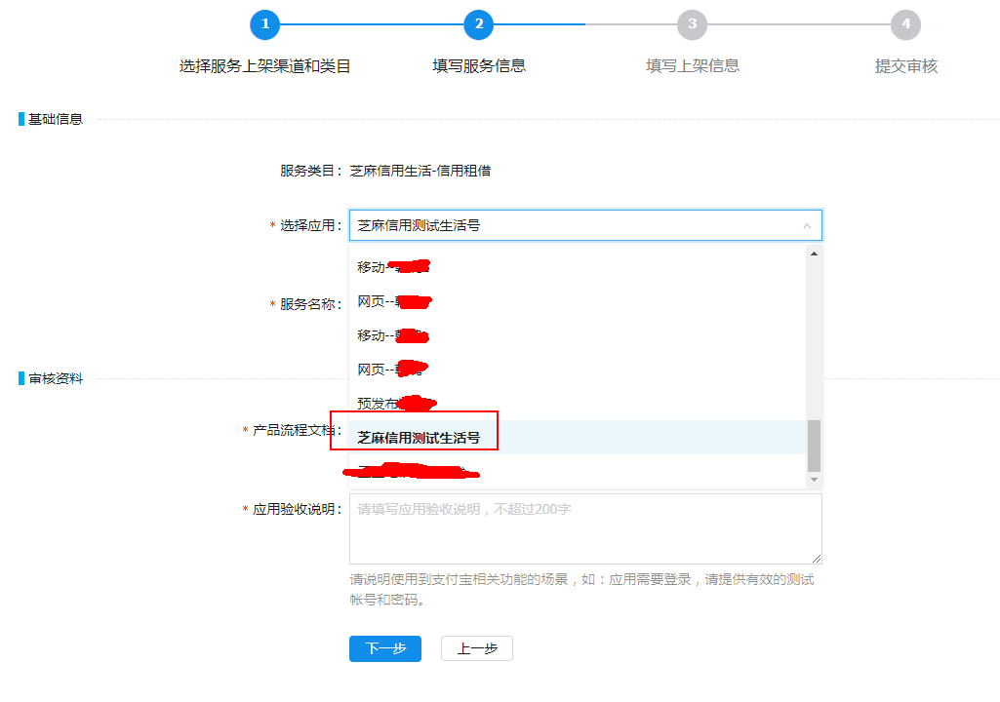 1
2
3
4
选择服务上架渠道和类目
填写服务信息
填写上架信息
提交审核
基础信息
服务类目： 芝麻信用生活-信用租借
* 选择应用： 芝麻信用测试生活号
移动--
* 服务名称：
网页--
移动--
网页--
审核资料
预发布
* 产品流程文档：
芝麻信用测试生活号
* 应用验收说明： 请填写应用验收说明，不超过200字
请说明使用到支付宝相关功能的场景，如：应用需要登录，请提供有效的测试
帐号和密码。
下一步 上一步